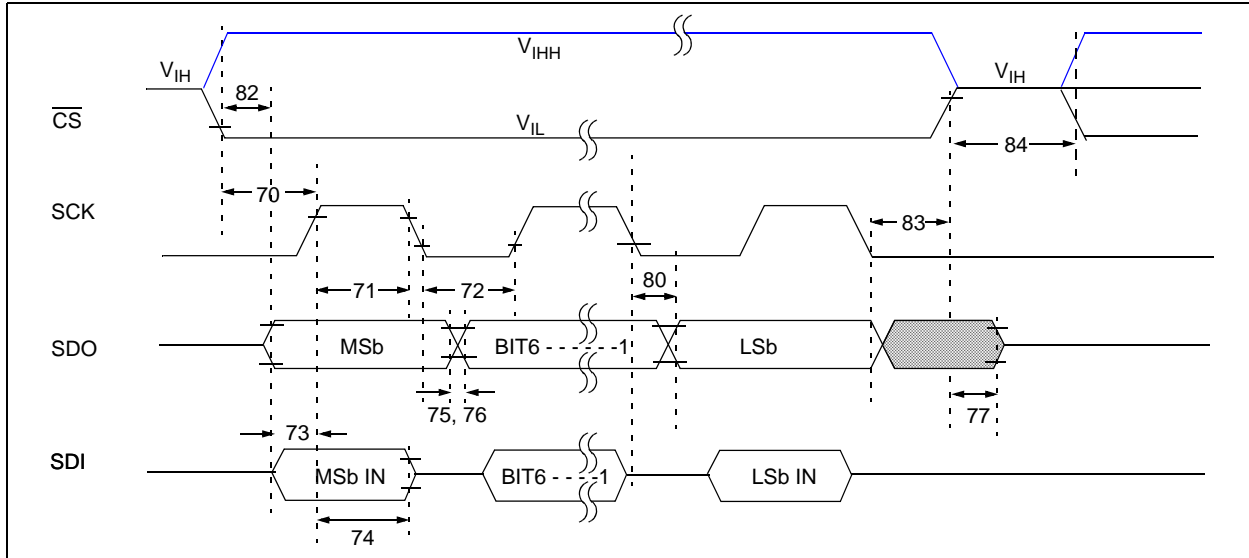 VIHH
VIH
VIH
82
CS
VIL
84
70
SCK
83
71
72
80
SDO
MSb
BIT6 - - - - - -1
LSb
75, 76
77
73
SDI
MSb IN
BIT6 - - - -1
LSb IN
74